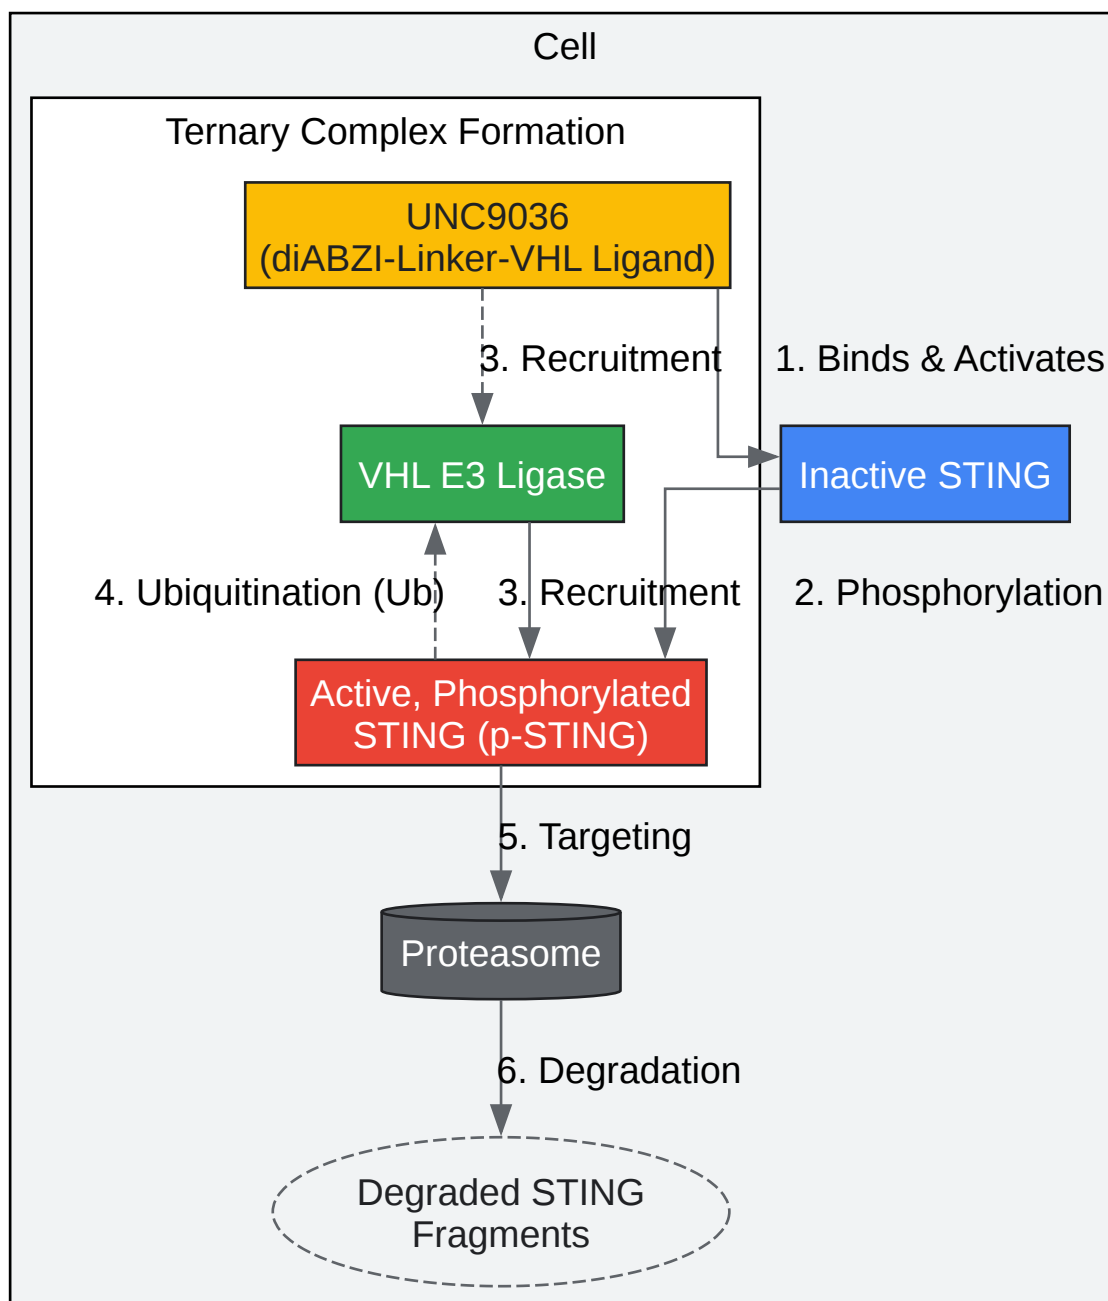 Cell
Ternary Complex Formation
UNC9036
(diABZI-Linker-VHL Ligand)
3. Recruitment
1. Binds & Activates
VHL E3 Ligase
Inactive STING
4. Ubiquitination (Ub)
3. Recruitment
2. Phosphorylation
Active, Phosphorylated
STING (p-STING)
5. Targeting
Proteasome
6. Degradation
Degraded STING
Fragments